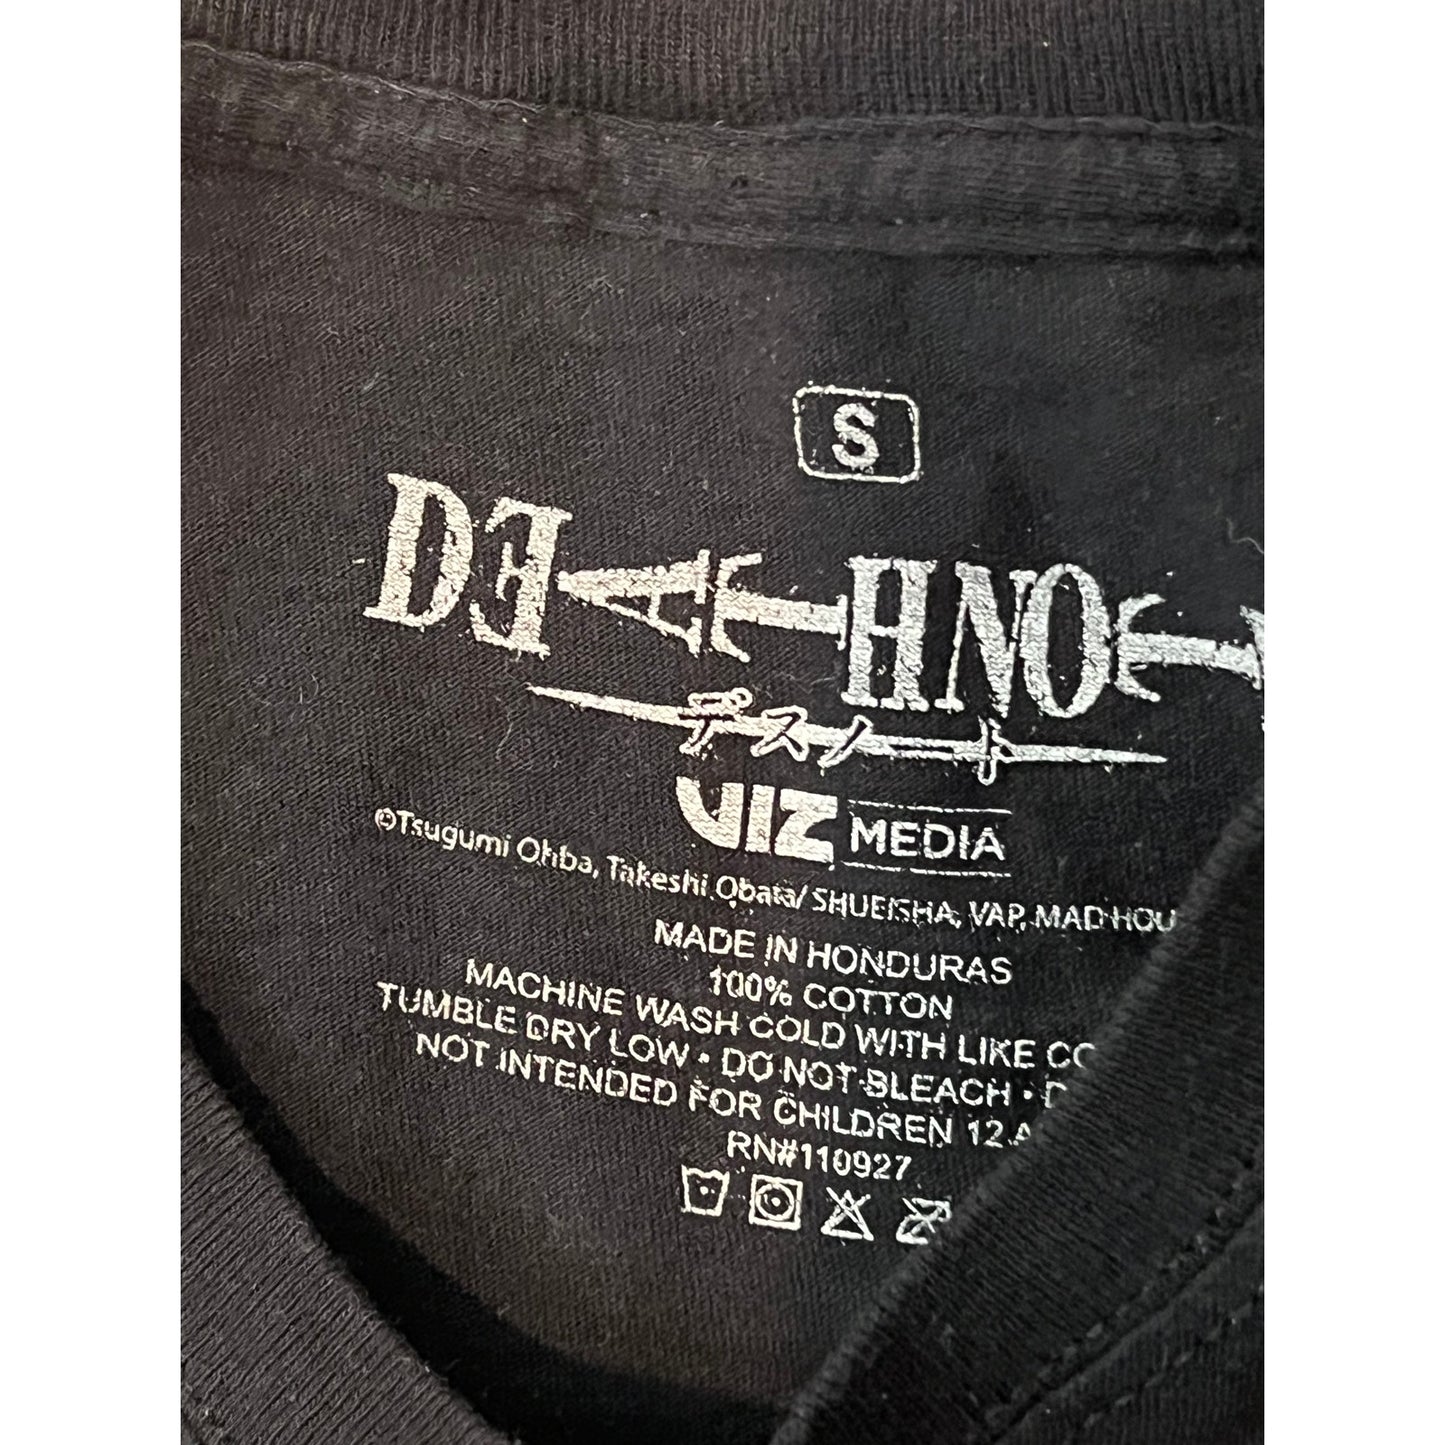 S
DEATH NOTE
デスノート
VIZ MEDIA
©Tsugumi Ohba, Takeshi Obata/ SHUEISHA, VAP, MADHOU
MADE IN HONDURAS
100% COTTON
MACHINE WASH COLD WITH LIKE CO
TUMBLE DRY LOW • DO NOT BLEACH • D
NOT INTENDED FOR CHILDREN 12 A
RN#110927